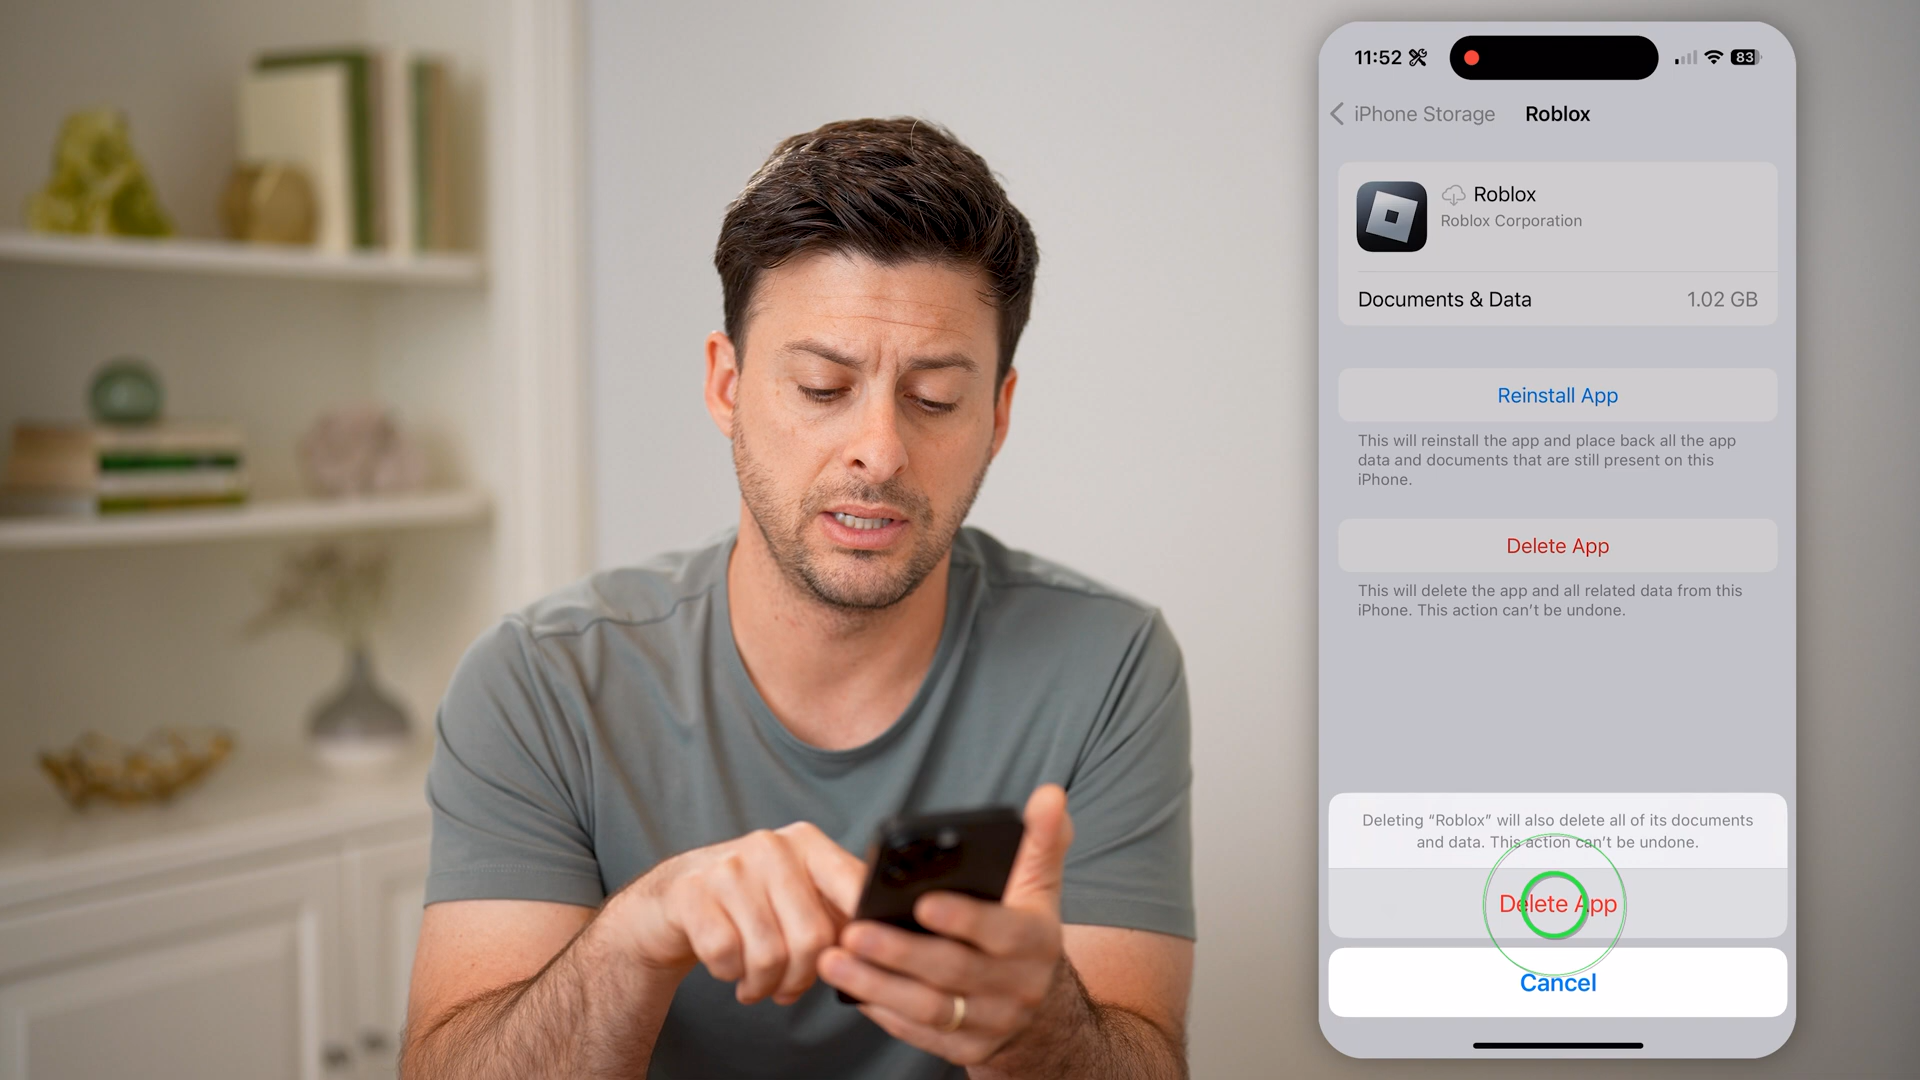 11:52
83
iPhone Storage
Roblox
Roblox
Roblox Corporation
Documents & Data
1.02 GB
Reinstall App
This will reinstall the app and place back all the app
data and documents that are still present on this
iPhone.
Delete App
This will delete the app and all related data from this
iPhone. This action can’t be undone.
Deleting “Roblox” will also delete all of its documents
and data. This action can’t be undone.
Delete App
Cancel